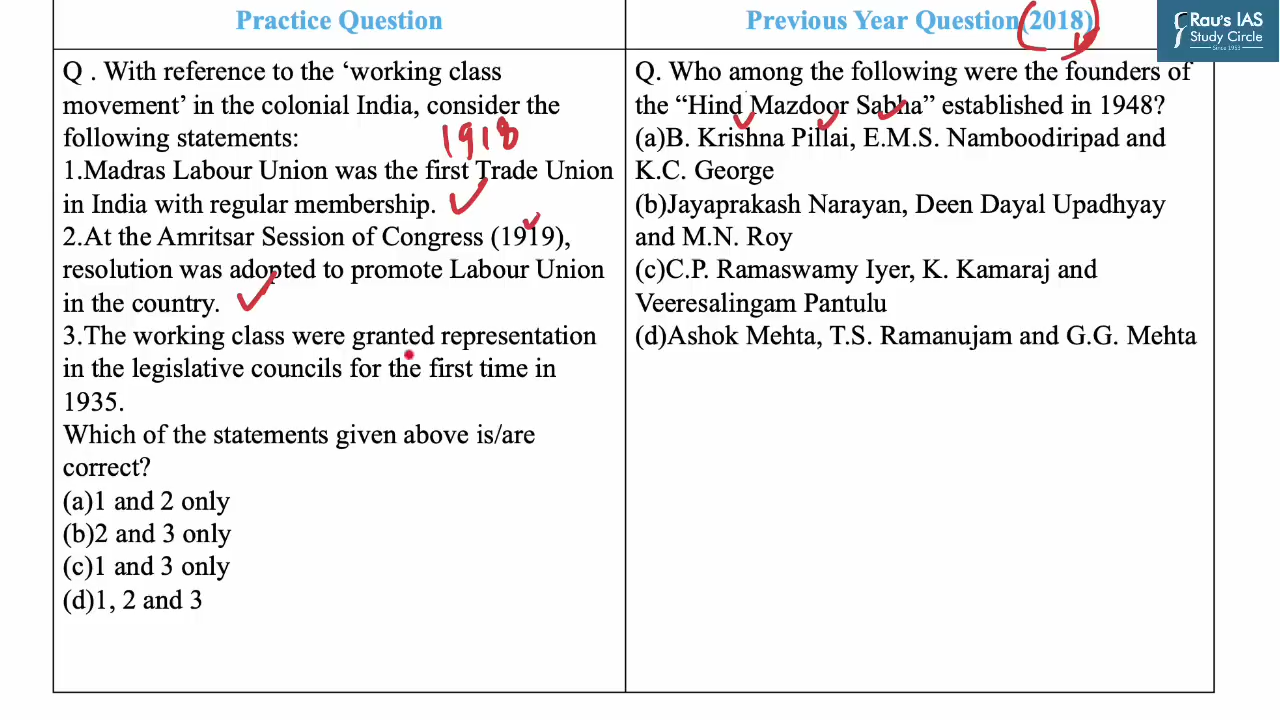 Practice Question
Q . With reference to the ‘working class
movement’ in the colonial India, consider the
following statements:
1918
1.Madras Labour Union was the first Trade Union
in India with regular membership.
2.At the Amritsar Session of Congress (1919),
resolution was adopted to promote Labour Union
in the country.
3.The working class were granted representation
in the legislative councils for the first time in
1935.
Which of the statements given above is/are
correct?
(a)1 and 2 only
(b)2 and 3 only
(c)1 and 3 only
(d)1, 2 and 3
Previous Year Question(2018)
Q. Who among the following were the founders of
the “Hind Mazdoor Sabha” established in 1948?
(a)B. Krishna Pillai, E.M.S. Namboodiripad and
K.C. George
(b)Jayaprakash Narayan, Deen Dayal Upadhyay
and M.N. Roy
(c)C.P. Ramaswamy Iyer, K. Kamaraj and
Veeresalingam Pantulu
(d)Ashok Mehta, T.S. Ramanujam and G.G. Mehta
Rau's IAS
Study Circle
Since 1953